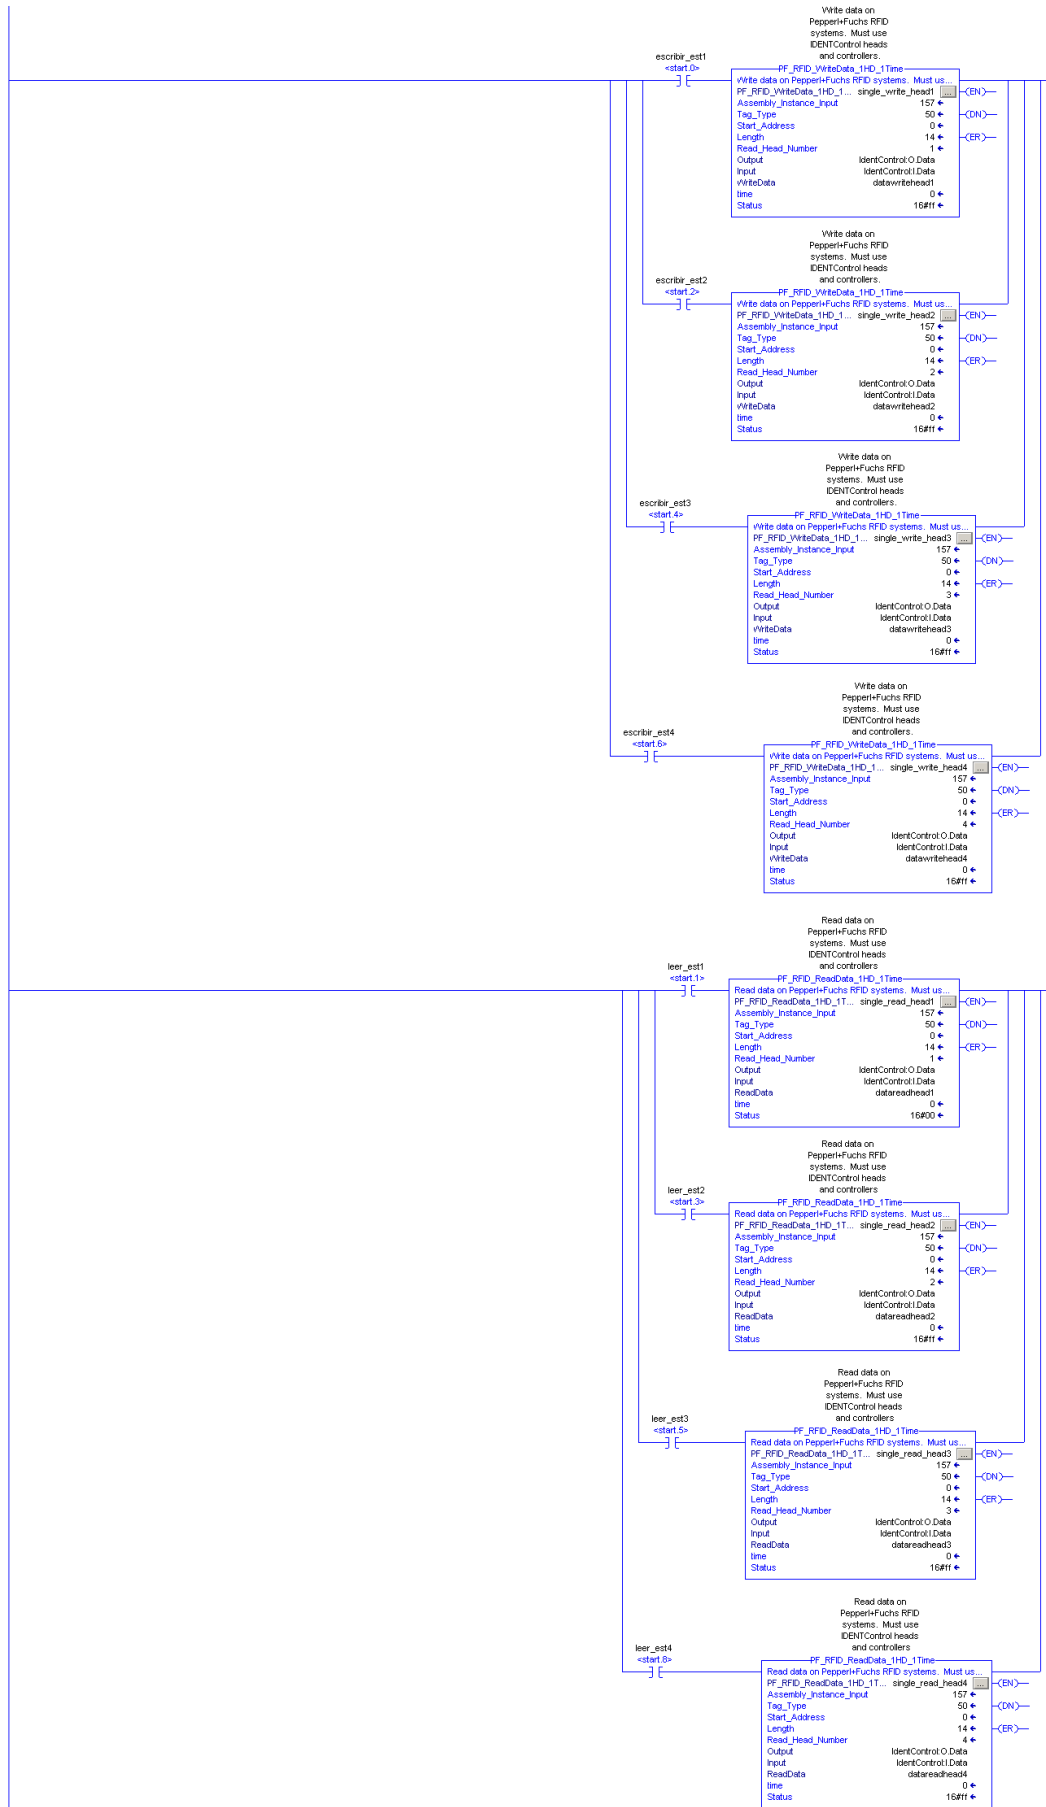 Write data on
Pepperl+Fuchs RFID
systems.  Must use
IDENTControl heads
and controllers.
escribir_est1
<start.0>
PF_RFID_WriteData_1HD_1Time
Write data on Pepperl+Fuchs RFID systems.  Must us...
PF_RFID_WriteData_1HD_1... single_write_head1 ... (EN)
Assembly_Instance_Input 157
Tag_Type 50 (DN)
Start_Address 0
Length 14 (ER)
Read_Head_Number 1
Output IdentControl:O.Data
Input IdentControl:I.Data
WriteData datawritehead1
time 0
Status 16#ff
Write data on
Pepperl+Fuchs RFID
systems.  Must use
IDENTControl heads
and controllers.
escribir_est2
<start.2>
PF_RFID_WriteData_1HD_1Time
Write data on Pepperl+Fuchs RFID systems.  Must us...
PF_RFID_WriteData_1HD_1... single_write_head2 ... (EN)
Assembly_Instance_Input 157
Tag_Type 50 (DN)
Start_Address 0
Length 14 (ER)
Read_Head_Number 2
Output IdentControl:O.Data
Input IdentControl:I.Data
WriteData datawritehead2
time 0
Status 16#ff
Write data on
Pepperl+Fuchs RFID
systems.  Must use
IDENTControl heads
and controllers.
escribir_est3
<start.4>
PF_RFID_WriteData_1HD_1Time
Write data on Pepperl+Fuchs RFID systems.  Must us...
PF_RFID_WriteData_1HD_1... single_write_head3 ... (EN)
Assembly_Instance_Input 157
Tag_Type 50 (DN)
Start_Address 0
Length 14 (ER)
Read_Head_Number 3
Output IdentControl:O.Data
Input IdentControl:I.Data
WriteData datawritehead3
time 0
Status 16#ff
Write data on
Pepperl+Fuchs RFID
systems.  Must use
IDENTControl heads
and controllers.
escribir_est4
<start.6>
PF_RFID_WriteData_1HD_1Time
Write data on Pepperl+Fuchs RFID systems.  Must us...
PF_RFID_WriteData_1HD_1... single_write_head4 ... (EN)
Assembly_Instance_Input 157
Tag_Type 50 (DN)
Start_Address 0
Length 14 (ER)
Read_Head_Number 4
Output IdentControl:O.Data
Input IdentControl:I.Data
WriteData datawritehead4
time 0
Status 16#ff
Read data on
Pepperl+Fuchs RFID
systems.  Must use
IDENTControl heads
and controllers
leer_est1
<start.1>
PF_RFID_ReadData_1HD_1Time
Read data on Pepperl+Fuchs RFID systems.  Must us...
PF_RFID_ReadData_1HD_1T... single_read_head1 ... (EN)
Assembly_Instance_Input 157
Tag_Type 50 (DN)
Start_Address 0
Length 14 (ER)
Read_Head_Number 1
Output IdentControl:O.Data
Input IdentControl:I.Data
ReadData datareadhead1
time 0
Status 16#00
Read data on
Pepperl+Fuchs RFID
systems.  Must use
IDENTControl heads
and controllers
leer_est2
<start.3>
PF_RFID_ReadData_1HD_1Time
Read data on Pepperl+Fuchs RFID systems.  Must us...
PF_RFID_ReadData_1HD_1T... single_read_head2 ... (EN)
Assembly_Instance_Input 157
Tag_Type 50 (DN)
Start_Address 0
Length 14 (ER)
Read_Head_Number 2
Output IdentControl:O.Data
Input IdentControl:I.Data
ReadData datareadhead2
time 0
Status 16#ff
Read data on
Pepperl+Fuchs RFID
systems.  Must use
IDENTControl heads
and controllers
leer_est3
<start.5>
PF_RFID_ReadData_1HD_1Time
Read data on Pepperl+Fuchs RFID systems.  Must us...
PF_RFID_ReadData_1HD_1T... single_read_head3 ... (EN)
Assembly_Instance_Input 157
Tag_Type 50 (DN)
Start_Address 0
Length 14 (ER)
Read_Head_Number 3
Output IdentControl:O.Data
Input IdentControl:I.Data
ReadData datareadhead3
time 0
Status 16#ff
Read data on
Pepperl+Fuchs RFID
systems.  Must use
IDENTControl heads
and controllers
leer_est4
<start.8>
PF_RFID_ReadData_1HD_1Time
Read data on Pepperl+Fuchs RFID systems.  Must us...
PF_RFID_ReadData_1HD_1T... single_read_head4 ... (EN)
Assembly_Instance_Input 157
Tag_Type 50 (DN)
Start_Address 0
Length 14 (ER)
Read_Head_Number 4
Output IdentControl:O.Data
Input IdentControl:I.Data
ReadData datareadhead4
time 0
Status 16#ff